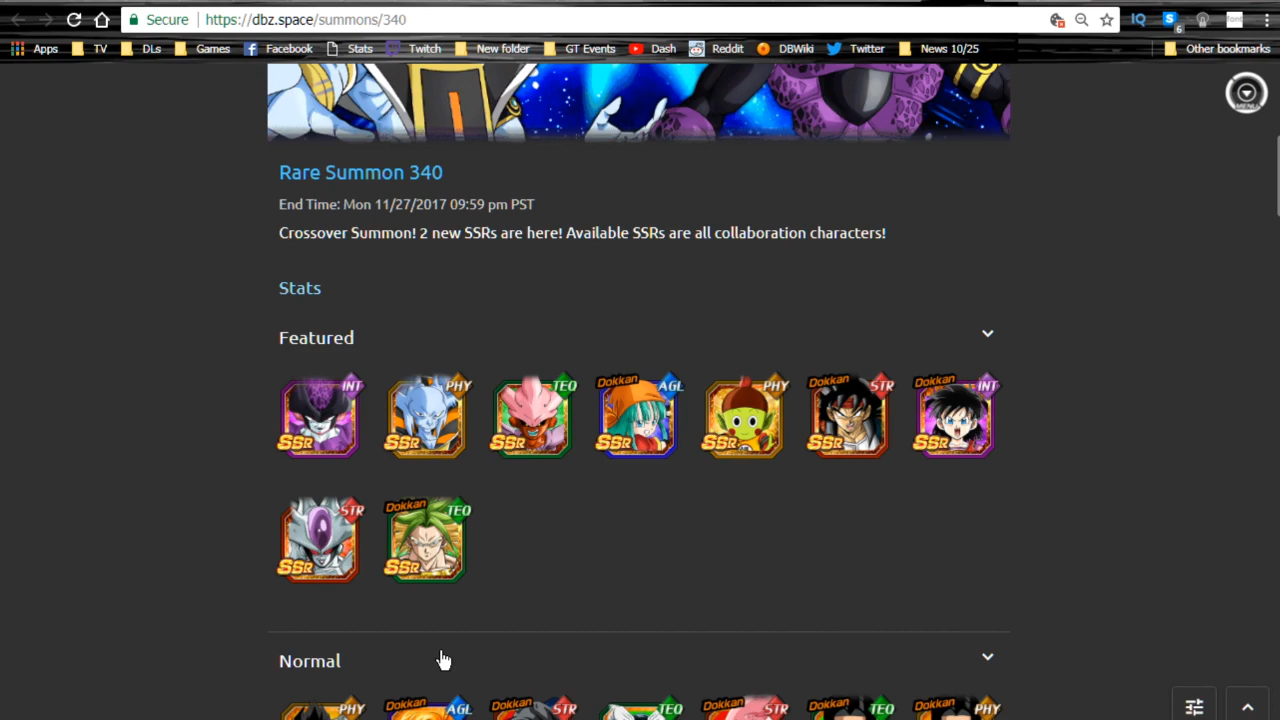 Secure https://dbz.space/summons/340
Apps TV DLs Games Facebook Stats Twitch New folder GT Events Dash Reddit DBWiki Twitter News 10/25 Other bookmarks
IQ S 6 font
MENU
Rare Summon 340
End Time: Mon 11/27/2017 09:59 pm PST
Crossover Summon! 2 new SSRs are here! Available SSRs are all collaboration characters!
Stats
Featured
INT PHY TEQ Dokkan AGL PHY Dokkan STR Dokkan INT
SSR SSR SSR SSR SSR SSR SSR
STR Dokkan TEQ
SSR SSR
Normal
PHY Dokkan AGL Dokkan STR TEQ Dokkan STR Dokkan TEQ Dokkan PHY